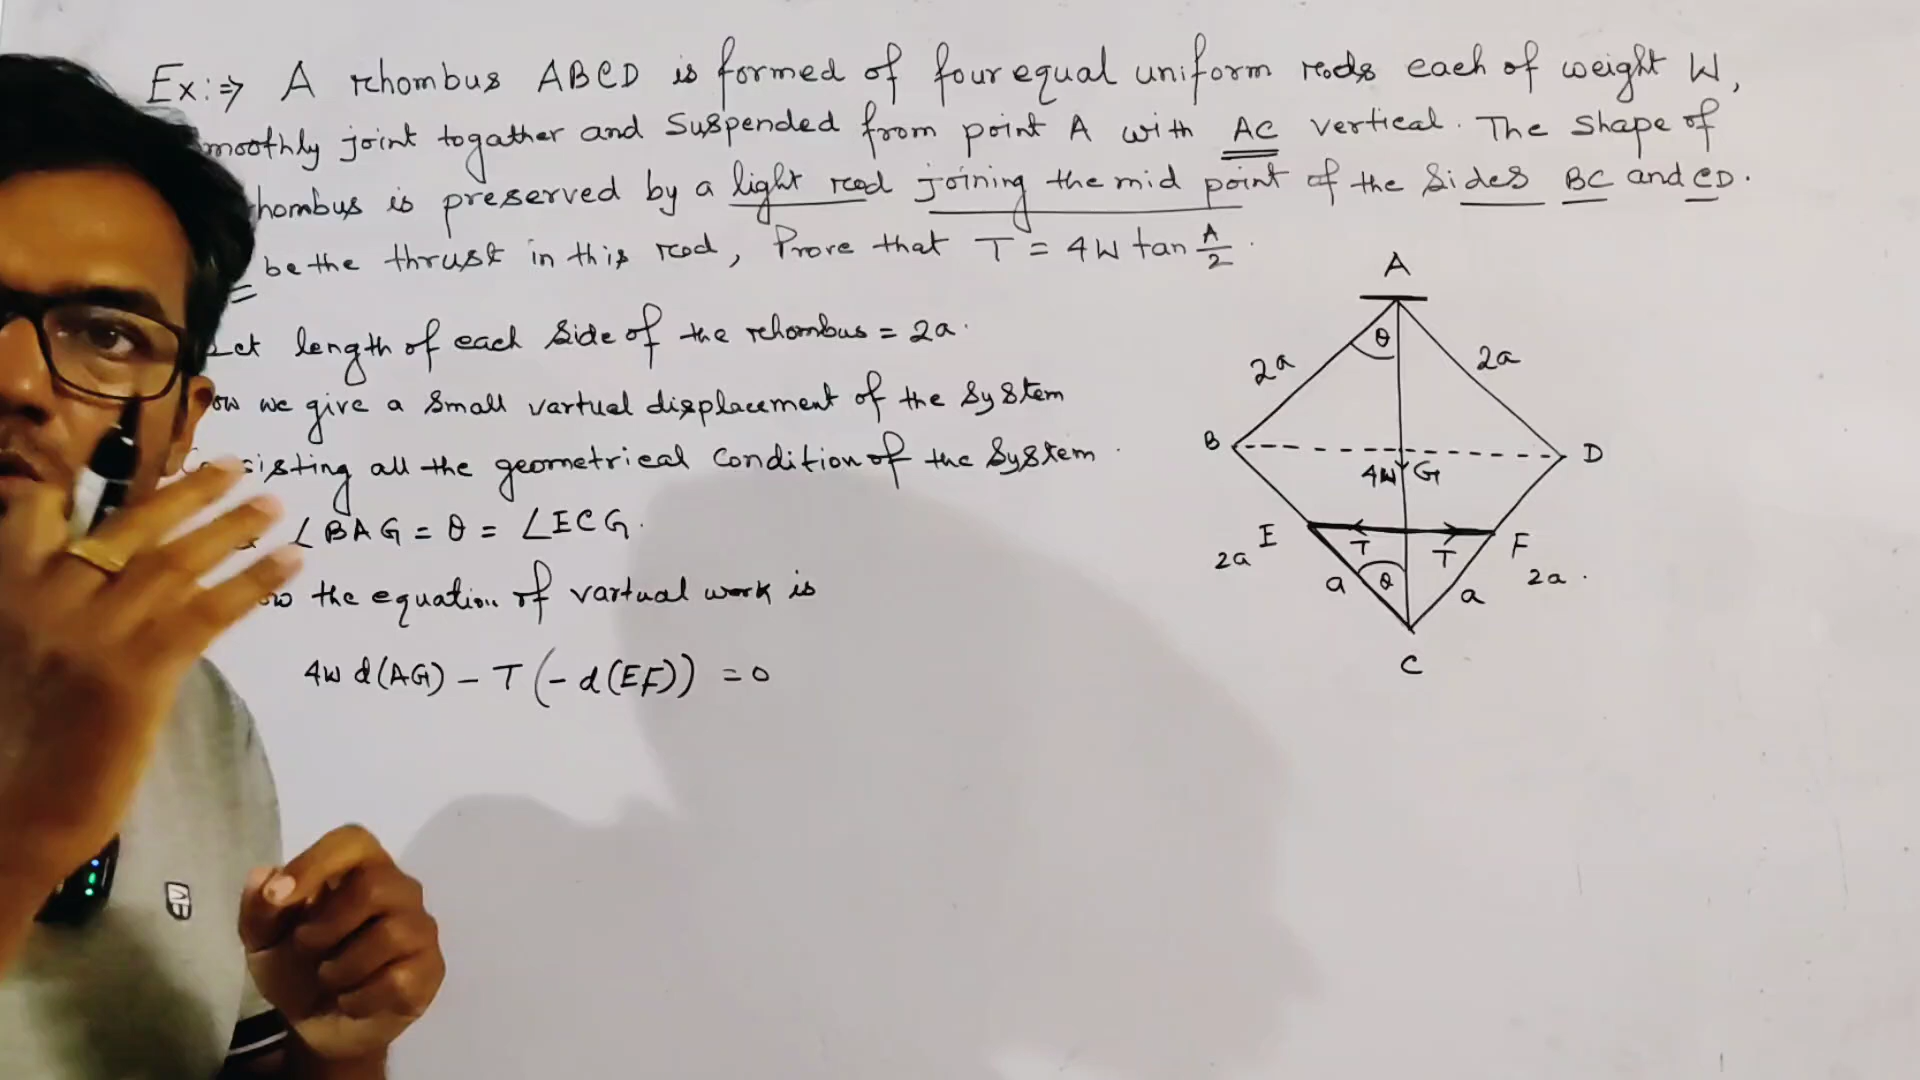 Ex:⇒ A rhombus ABCD is formed of four equal uniform rods each of weight W,
moothly joint togather and Suspended from point A with AC vertical. The Shape of
hombus is preserved by a light rod joining the mid point of the Sides BC and CD.
be the thrust in this rod, Prove that T = 4W tan A/2.
Let length of each Side of the rhombus = 2a.
ow we give a Small vartual displacement of the System
sisting all the geometrical Condition of the System.
∠BAG = θ = ∠ECG.
ow the equation of vartual work is
4W d(AG) - T(-d(EF)) = 0
A
θ
2a
2a
B
D
4W G
E
T
T
F
2a
a
θ
a
2a.
C